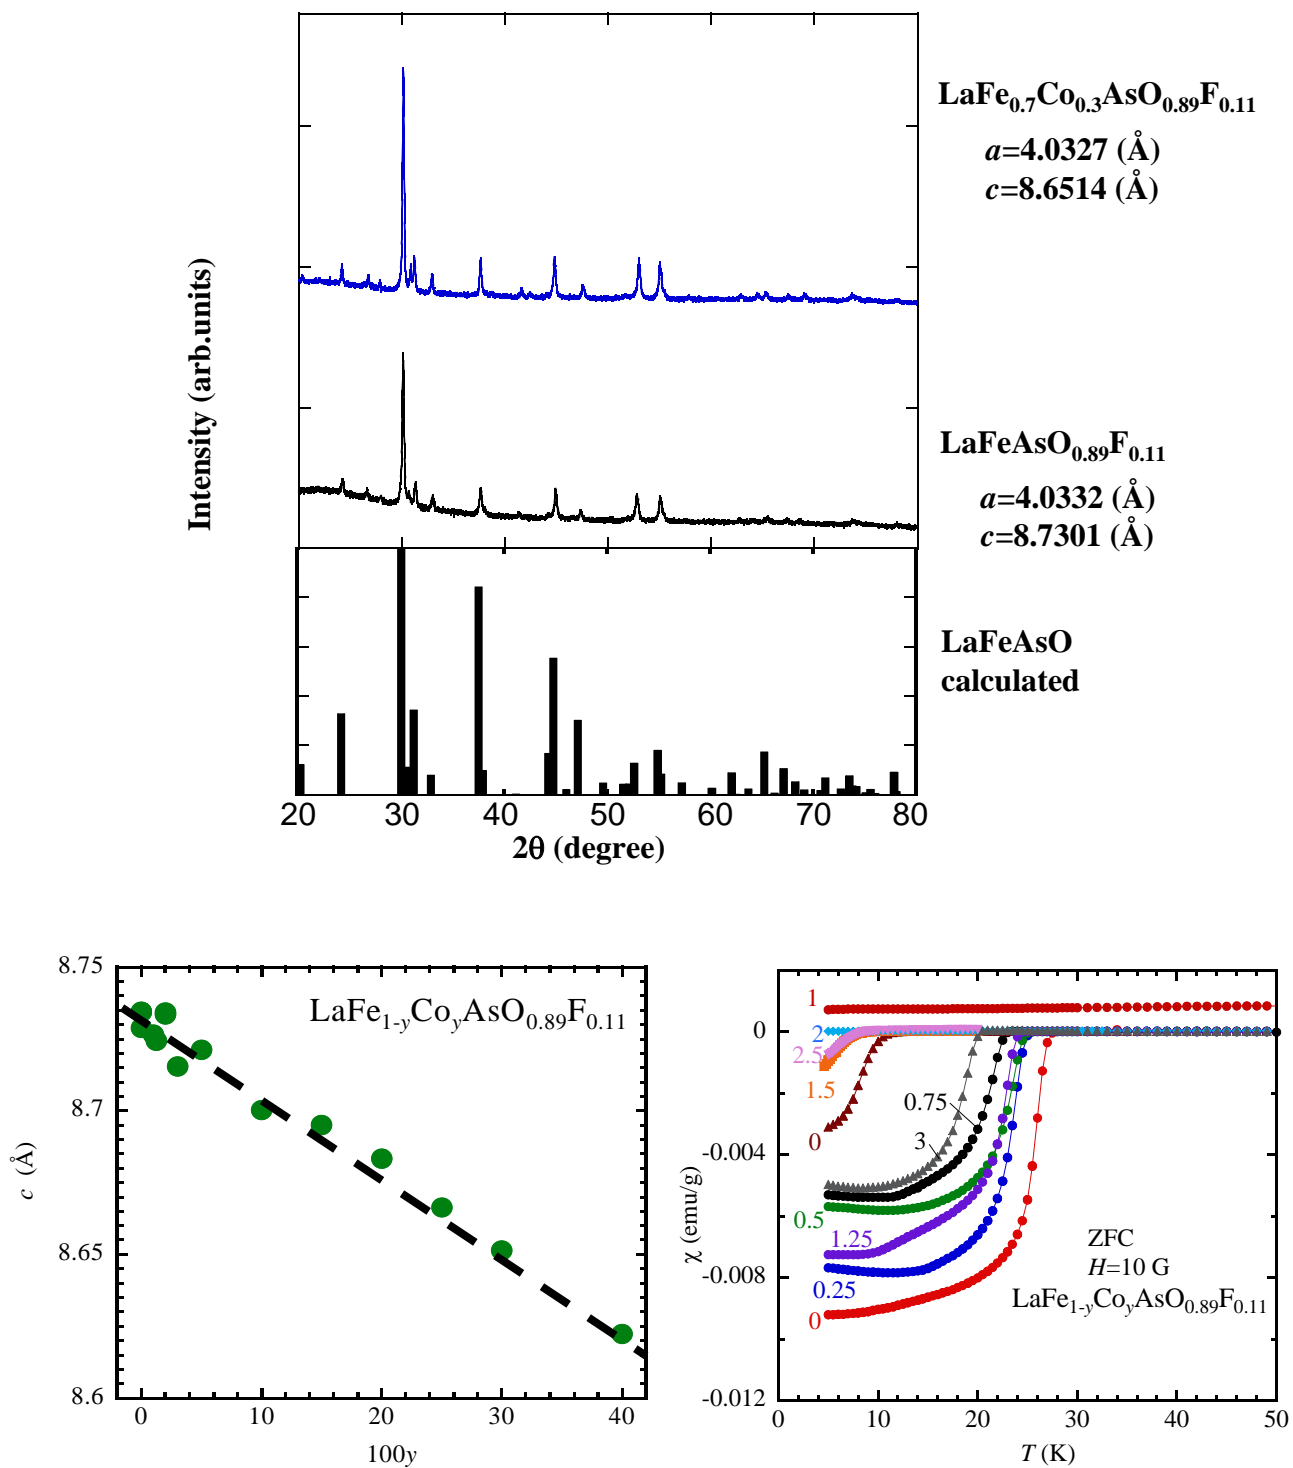 LaFe0.7Co0.3AsO0.89F0.11
a=4.0327 (Å)
c=8.6514 (Å)
Intensity (arb.units)
LaFeAsO0.89F0.11
a=4.0332 (Å)
c=8.7301 (Å)
LaFeAsO
calculated
20 30 40 50 60 70 80
2θ (degree)
8.75
8.7
8.65
8.6
c (Å)
LaFe1-yCoyAsO0.89F0.11
0 10 20 30 40
100y
0
-0.004
-0.008
-0.012
χ (emu/g)
1
2
2.5
1.5
0
0.75
3
0.5
1.25
0.25
0
ZFC
H=10 G
LaFe1-yCoyAsO0.89F0.11
0 10 20 30 40 50
T (K)